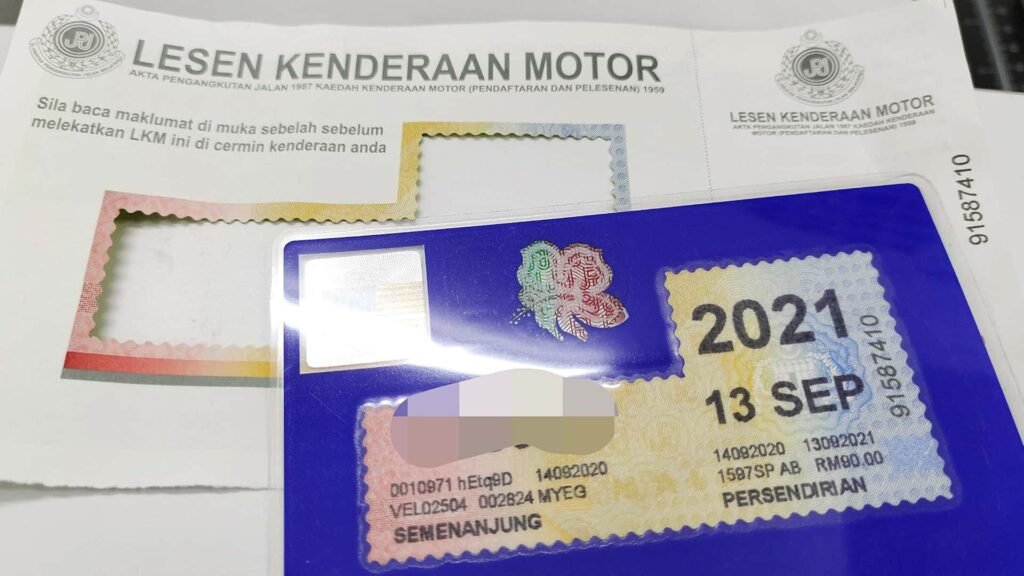 LESEN KENDERAAN MOTOR
AKTA PENGANGKUTAN JALAN 1987 KAEDAH KENDERAAN MOTOR (PENDAFTARAN DAN PELESENAN) 1959
Sila baca maklumat di muka sebelah sebelum
melekatkan LKM ini di cermin kenderaan anda
LESEN KENDERAAN MOTOR
AKTA PENGANGKUTAN JALAN 1987 KAEDAH KENDERAAN
MOTOR (PENDAFTARAN DAN PELESENAN) 1959
91587410
2021
13 SEP
91587410
14092020 13092021
1597SP AB RM90.00
PERSENDIRIAN
0010971 hEtq9D 14092020
VEL02504 002824 MYEG
SEMENANJUNG